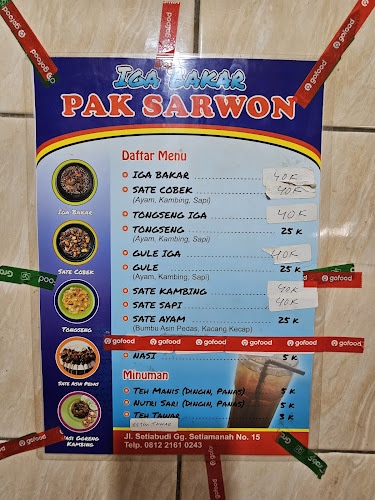 gofood
gofood
gofood
IGA BAKAR
PAK SARWON
Daftar Menu
IGA BAKAR 40K
SATE COBEK 40K
(Ayam, Kambing, Sapi)
TONGSENG IGA 40K
TONGSENG 25 K
(Ayam, Kambing, Sapi)
GULE IGA 40K
GULE 25 K
(Ayam, Kambing, Sapi)
SATE KAMBING 40K
SATE SAPI 40K
SATE AYAM 25 K
(Bumbu Asin Pedas, Kacang Kecap)
gofood gofood gofood gofood gofood
NASI 5 K
Minuman
TEH MANIS (DINGIN, PANAS) 5 K
NUTRI SARI (DINGIN, PANAS) 5 K
TEH TAWAR 3 K
IGA BAKAR
SATE COBEK
TONGSENG
SATE ASIN PEDAS
NASI GORENG
KAMBING
Jl. Setiabudi Gg. Setiamanah No. 15
Telp. 0812 2161 0243
gofood
gofood